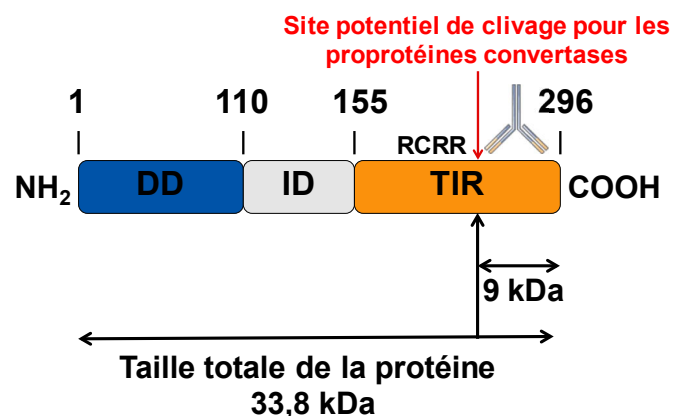 Site potentiel de clivage pour les
proprotéines convertases
1 110 155 296
RCRR
NH₂ DD ID TIR COOH
9 kDa
Taille totale de la protéine
33,8 kDa